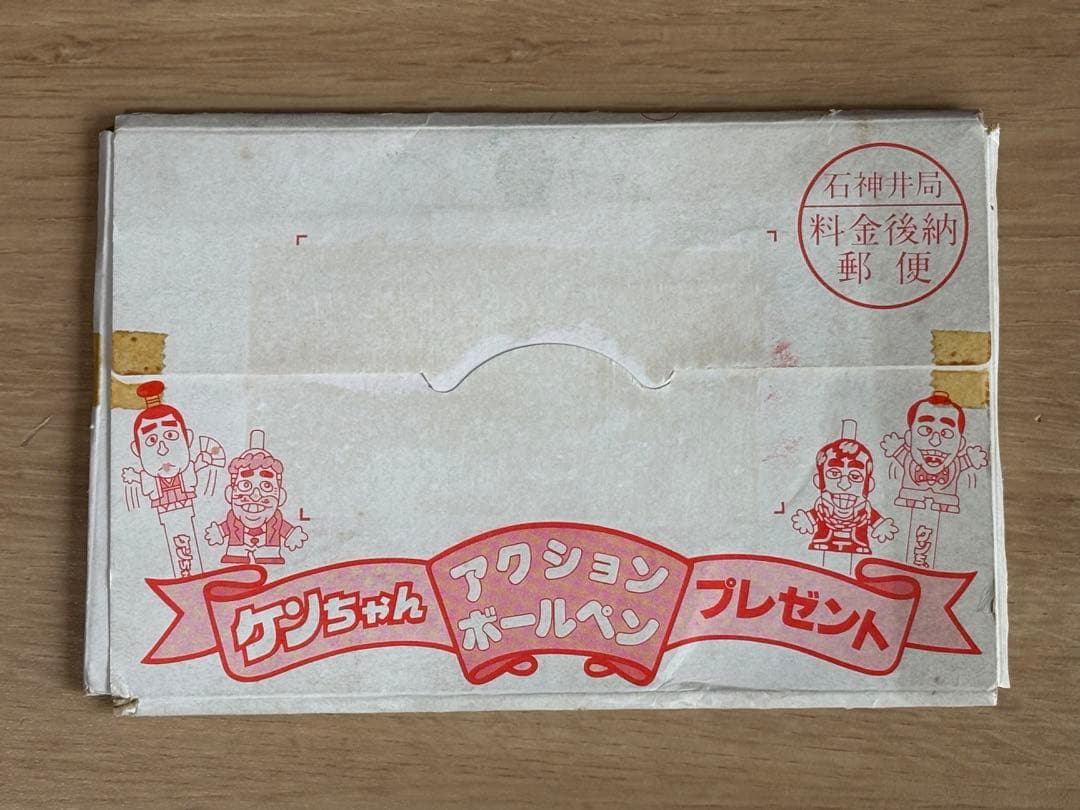 石神井局
料金後納
郵便
ケンちゃん
アクション
ボールペン
プレゼント